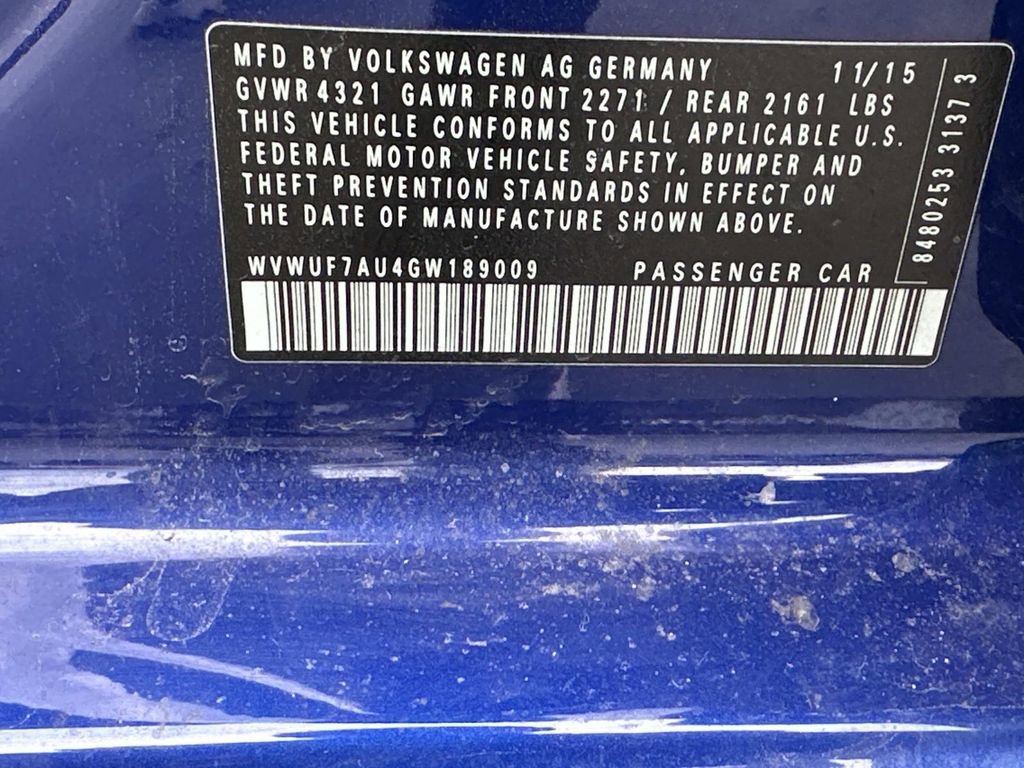 MFD BY VOLKSWAGEN AG GERMANY 11/15
GVWR 4321 GAWR FRONT 2271 / REAR 2161 LBS
THIS VEHICLE CONFORMS TO ALL APPLICABLE U.S.
FEDERAL MOTOR VEHICLE SAFETY, BUMPER AND
THEFT PREVENTION STANDARDS IN EFFECT ON
THE DATE OF MANUFACTURE SHOWN ABOVE.
WVWUF7AU4GW189009 PASSENGER CAR
8480253 3137 3